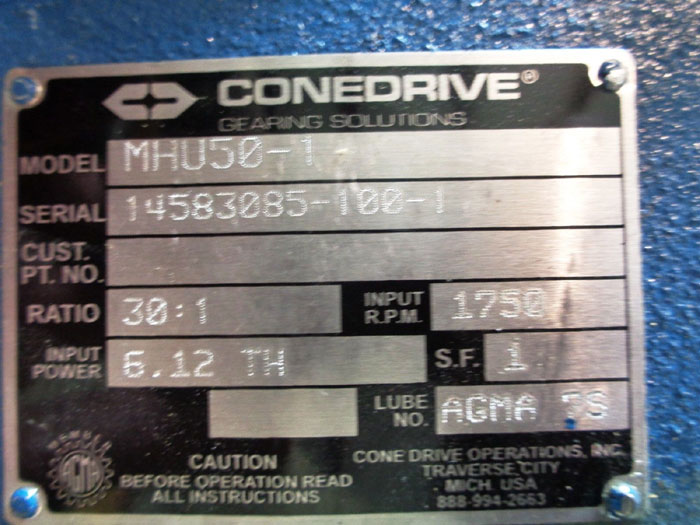 CONEDRIVE®
GEARING SOLUTIONS
MODEL MHU50-1
SERIAL 14583085-100-1
CUST. PT. NO.
RATIO 30:1 INPUT R.P.M. 1750
INPUT POWER 6.12 TH S.F. 1
LUBE NO. AGMA
MEMBER AGMA
CAUTION
BEFORE OPERATION READ
ALL INSTRUCTIONS
CONE DRIVE OPERATIONS, INC.
TRAVERSE CITY
MICH. USA
888-994-2663